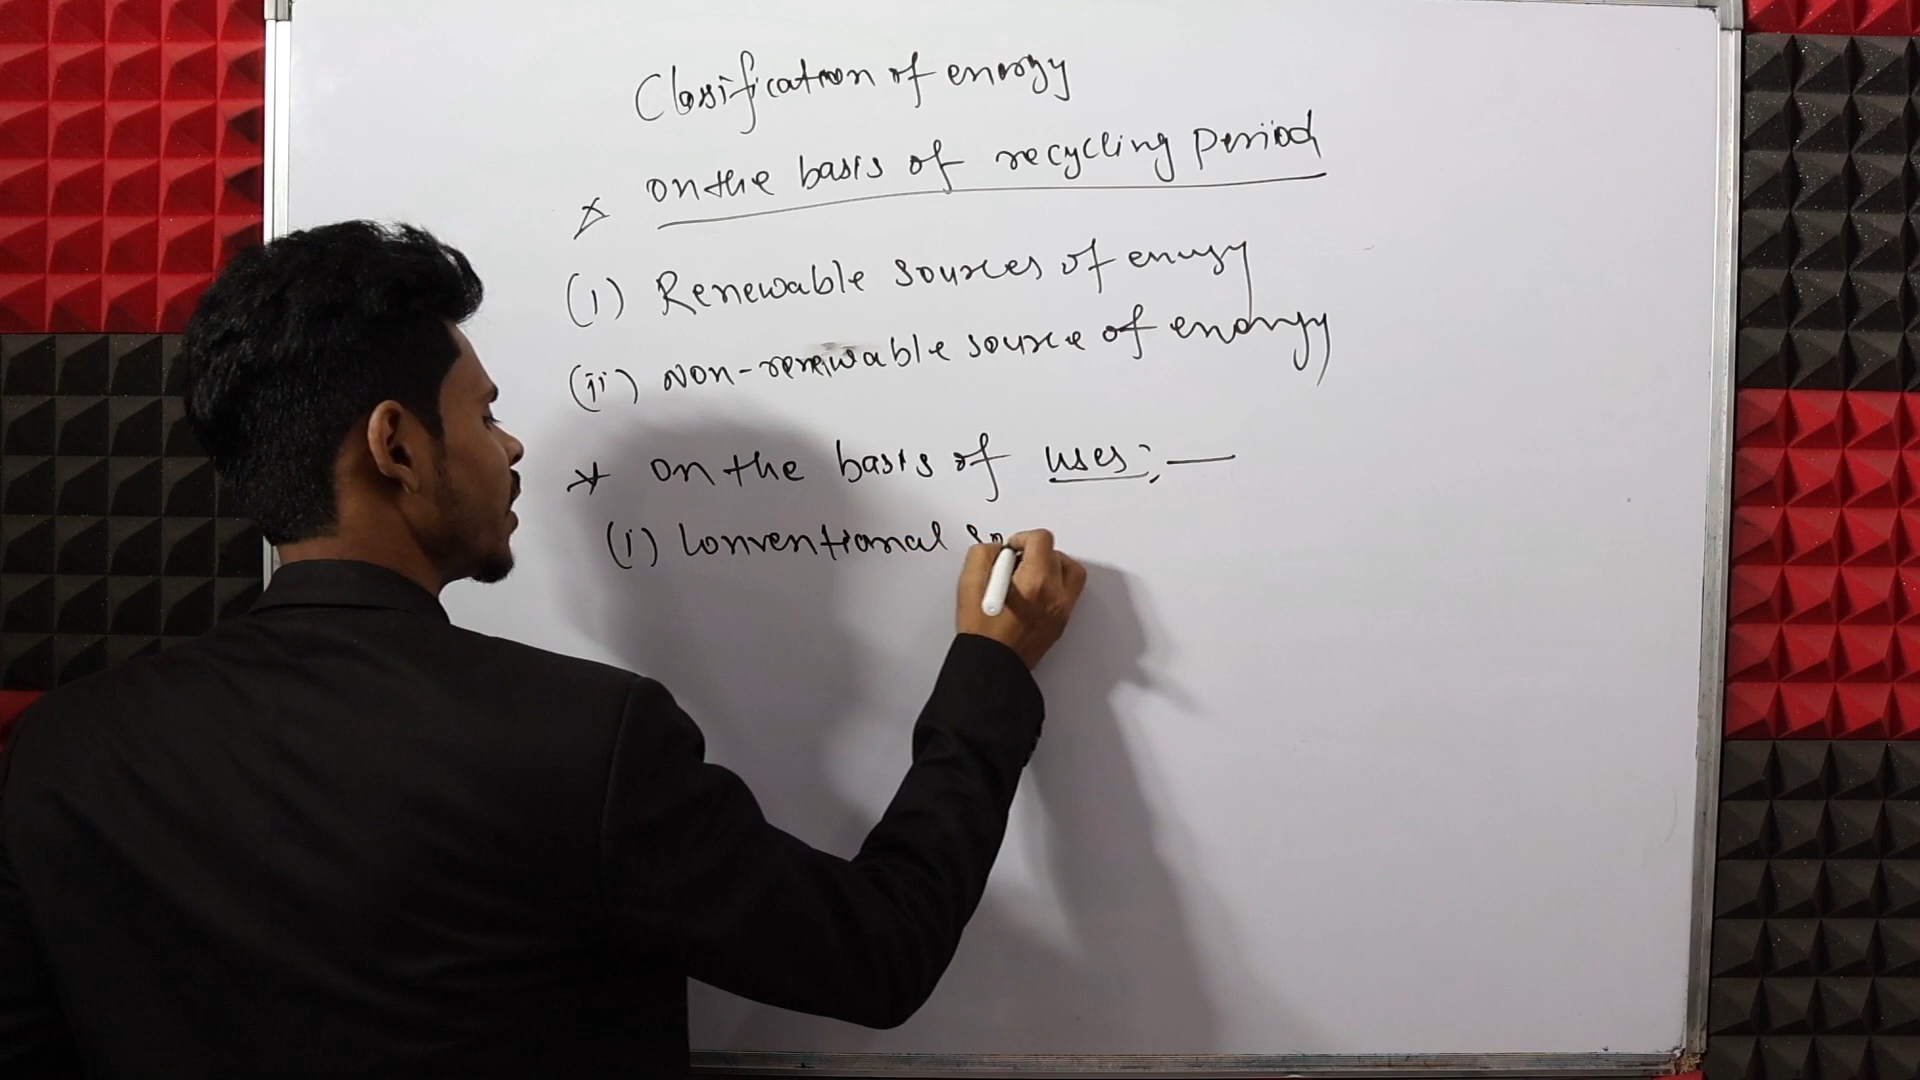 Classification of energy
* on the basis of recycling period
(i) Renewable sources of energy
(ii) Non-renewable source of energy
* on the basis of uses:—
(i) Conventional so